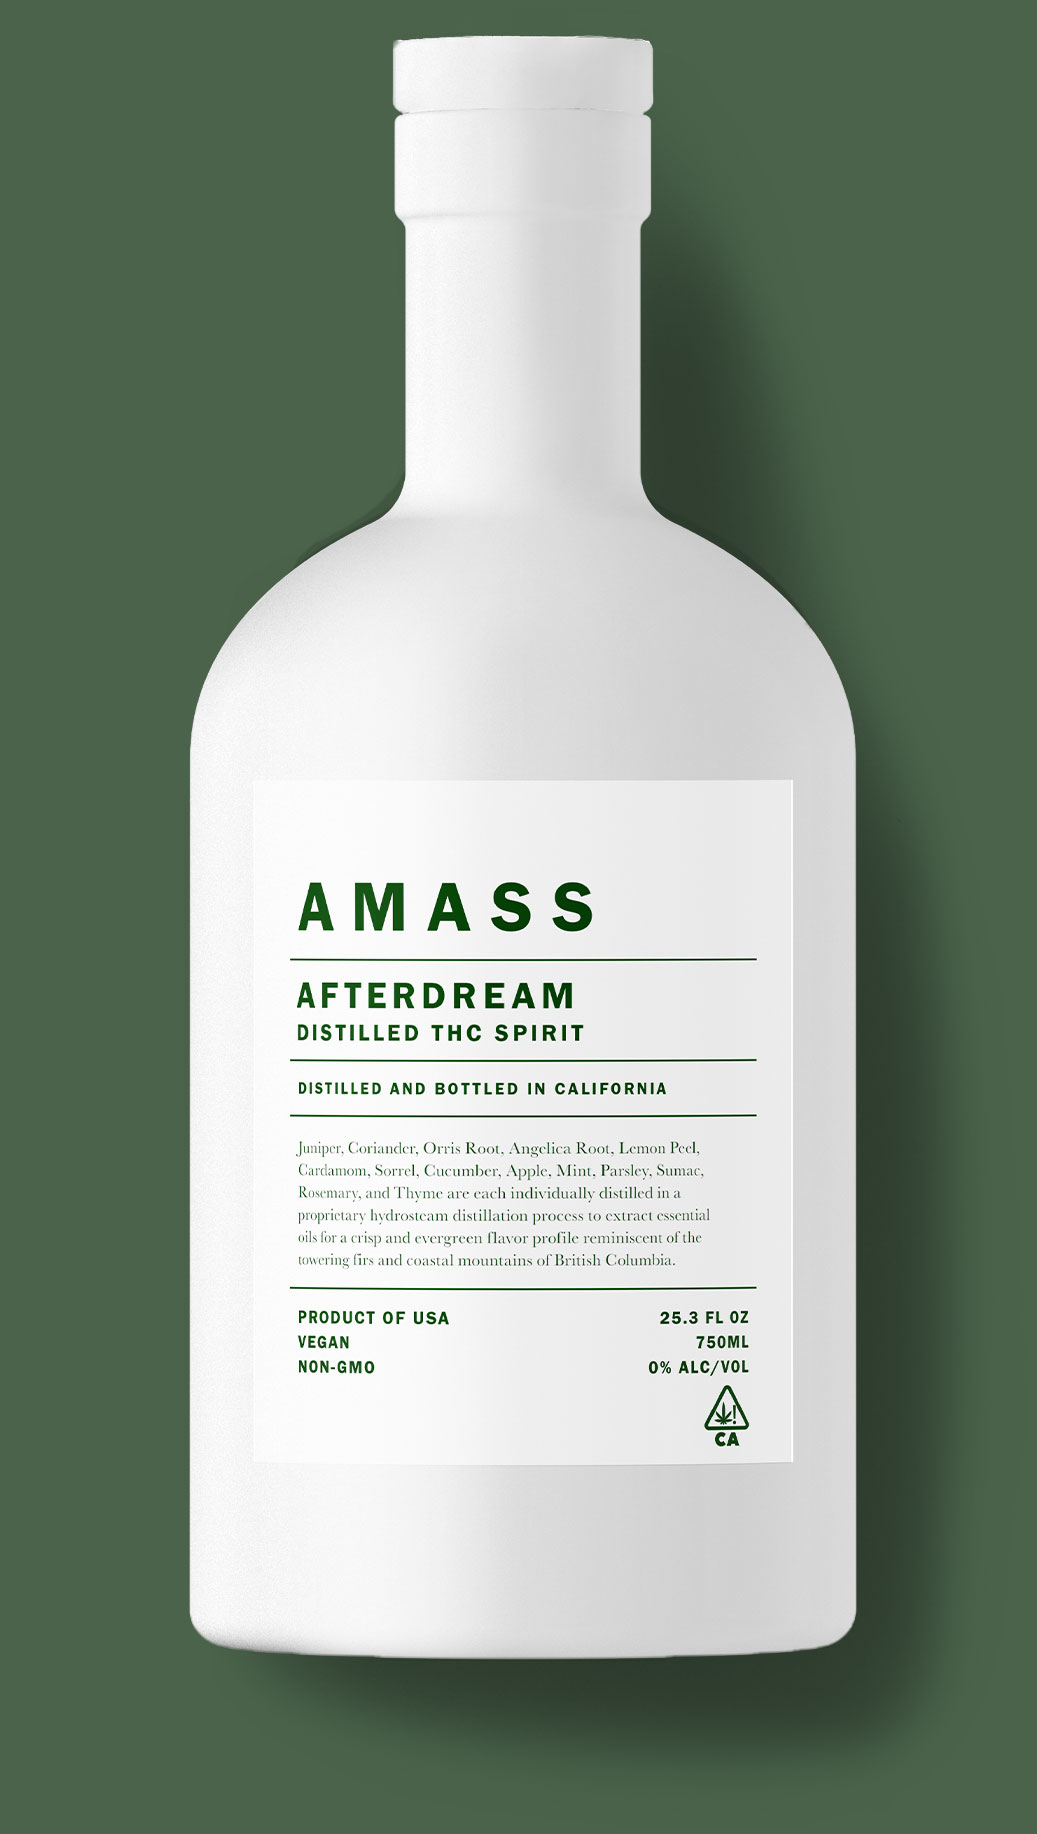 AMASS
AFTERDREAM
DISTILLED THC SPIRIT
DISTILLED AND BOTTLED IN CALIFORNIA
Juniper, Coriander, Orris Root, Angelica Root, Lemon Peel,
Cardamom, Sorrel, Cucumber, Apple, Mint, Parsley, Sumac,
Rosemary, and Thyme are each individually distilled in a
proprietary hydrosteam distillation process to extract essential
oils for a crisp and evergreen flavor profile reminiscent of the
towering firs and coastal mountains of British Columbia.
PRODUCT OF USA 25.3 FL OZ
VEGAN 750ML
NON-GMO 0% ALC/VOL
!
CA